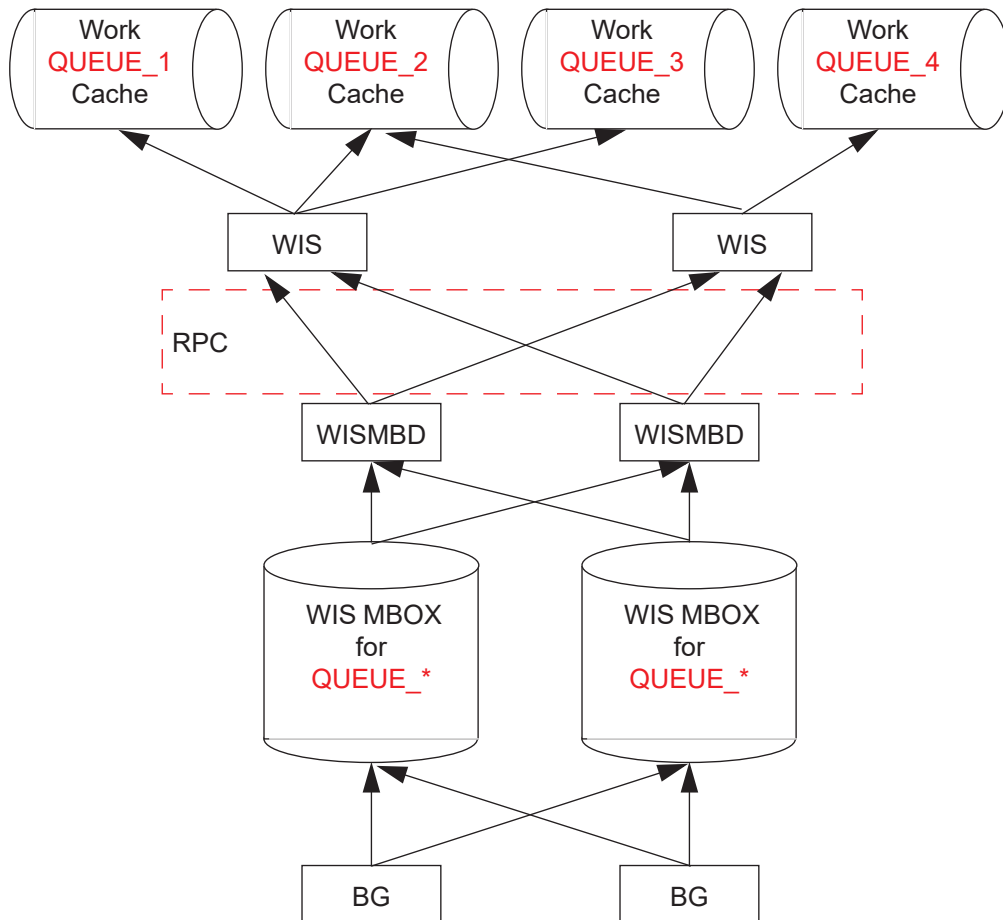 Work
QUEUE_1
Cache
Work
QUEUE_2
Cache
Work
QUEUE_3
Cache
Work
QUEUE_4
Cache
WIS
WIS
RPC
WISMBD
WISMBD
WIS MBOX
for
QUEUE_*
WIS MBOX
for
QUEUE_*
BG
BG